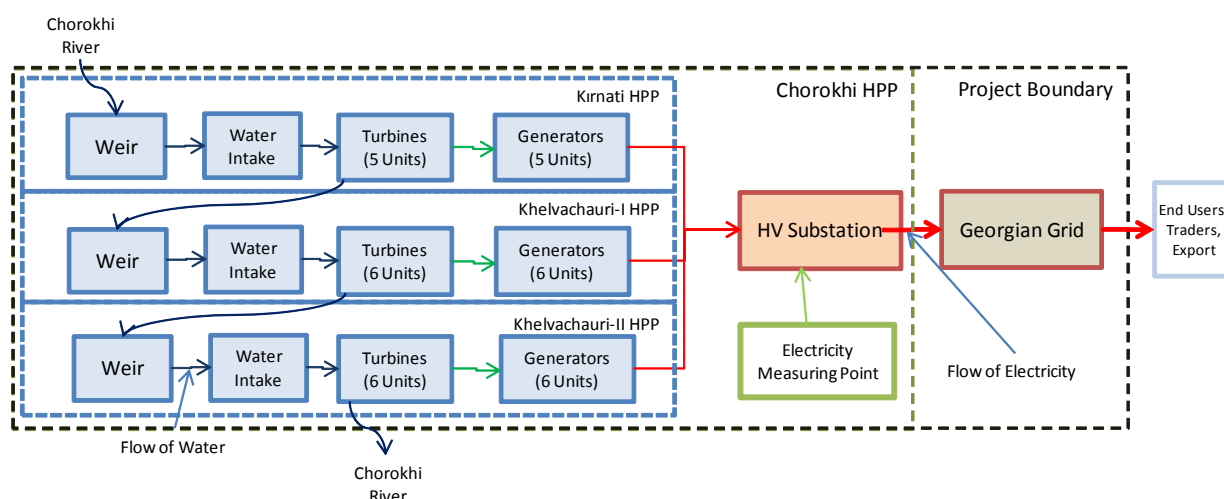 Chorokhi
River
Kırnati HPP
Chorokhi HPP
Project Boundary
Weir
Water
Intake
Turbines
(5 Units)
Generators
(5 Units)
Khelvachauri-I HPP
Weir
Water
Intake
Turbines
(6 Units)
Generators
(6 Units)
HV Substation
Georgian Grid
End Users,
Traders,
Export
Khelvachauri-II HPP
Weir
Water
Intake
Turbines
(6 Units)
Generators
(6 Units)
Electricity
Measuring Point
Flow of Electricity
Flow of Water
Chorokhi
River